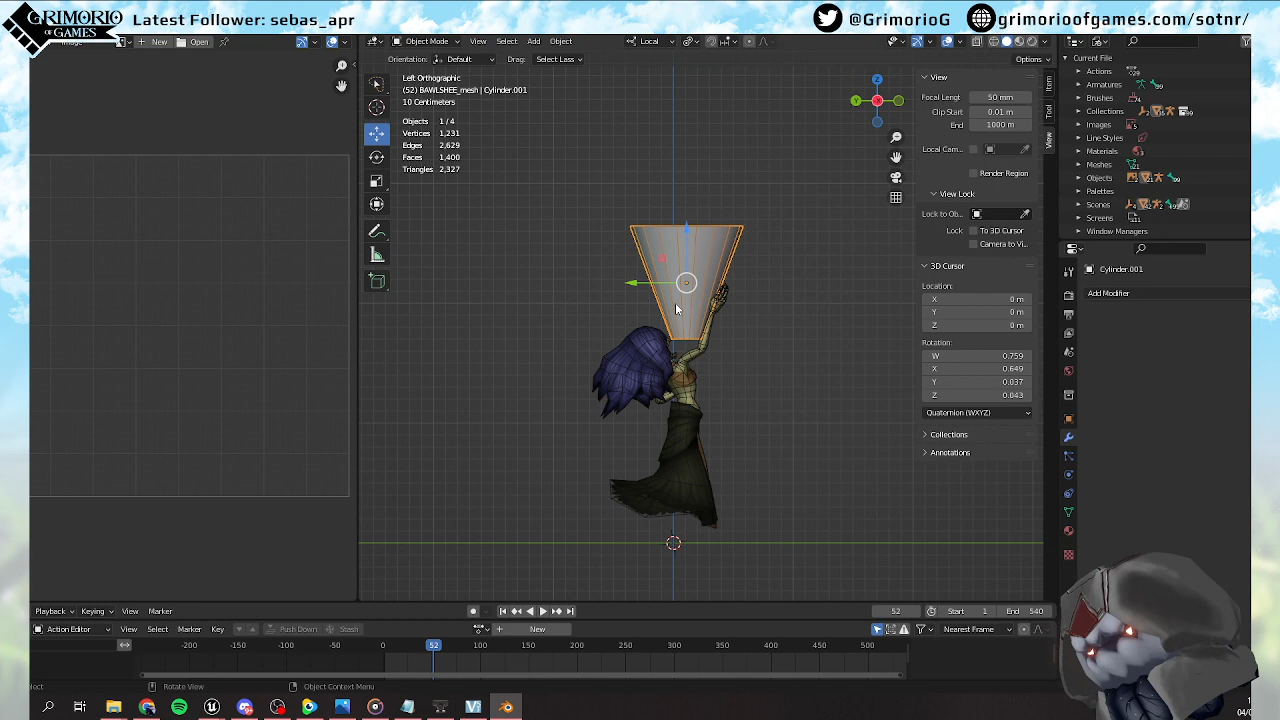 GRIMORIO
OF GAMES
Latest Follower: sebas_apr
@GrimorioG
grimorioofgames.com/sotnr/
New
Open
Object Mode
View
Select
Add
Object
Local
Orientation:
Default
Drag:
Select Box
Options
Left Orthographic
10 Centimeters
Objects 1/4
Vertices 1,231
Edges 2,629
Faces 1,400
Triangles 2,327
View
Focal Length 50 mm
Clip Start 0.01 m
End 1000 m
Local Cam...
Render Region
View Lock
Lock to Ob...
Lock To 3D Cursor
Camera to Vi...
3D Cursor
Location:
X 0 m
Y 0 m
Z 0 m
Rotation:
W 0.759
X 0.649
Y 0.037
Z 0.043
Quaternion (WXYZ)
Collections
Annotations
Item
Tool
View
Current File
Actions
Armatures
Brushes
Collections
Images
Line Styles
Materials
Meshes
Objects
Palettes
Scenes
Screens
Window Managers
Cylinder.001
Add Modifier
Playback
Keying
View
Marker
52
Start 1
End 540
Action Editor
View
Select
Marker
Key
Push Down
Stash
New
Nearest Frame
-200 -150 -100 -50 0 52 100 150 200 250 300 350 400 450 500
Rotate View
Object Context Menu